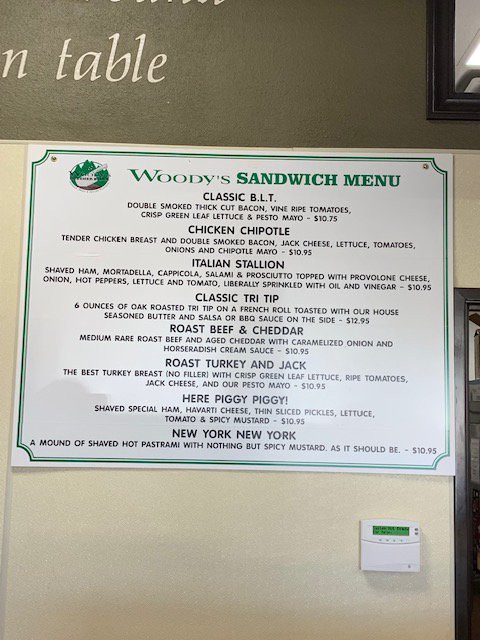 n table
WOODY'S SANDWICH MENU
CLASSIC B.L.T.
DOUBLE SMOKED THICK CUT BACON, VINE RIPE TOMATOES,
CRISP GREEN LEAF LETTUCE & PESTO MAYO - $10.75
CHICKEN CHIPOTLE
TENDER CHICKEN BREAST AND DOUBLE SMOKED BACON, JACK CHEESE, LETTUCE, TOMATOES,
ONIONS AND CHIPOTLE MAYO - $10.95
ITALIAN STALLION
SHAVED HAM, MORTADELLA, CAPPICOLA, SALAMI & PROSCIUTTO TOPPED WITH PROVOLONE CHEESE,
ONION, HOT PEPPERS, LETTUCE AND TOMATO, LIBERALLY SPRINKLED WITH OIL AND VINEGAR - $10.95
CLASSIC TRI TIP
6 OUNCES OF OAK ROASTED TRI TIP ON A FRENCH ROLL TOASTED WITH OUR HOUSE
SEASONED BUTTER AND SALSA OR BBQ SAUCE ON THE SIDE - $12.95
ROAST BEEF & CHEDDAR
MEDIUM RARE ROAST BEEF AND AGED CHEDDAR WITH CARAMELIZED ONION AND
HORSERADISH CREAM SAUCE - $10.95
ROAST TURKEY AND JACK
THE BEST TURKEY BREAST (NO FILLER) WITH CRISP GREEN LEAF LETTUCE, RIPE TOMATOES,
JACK CHEESE, AND OUR PESTO MAYO - $10.95
HERE PIGGY PIGGY!
SHAVED SPECIAL HAM, HAVARTI CHEESE, THIN SLICED PICKLES, LETTUCE,
TOMATO & SPICY MUSTARD - $10.95
NEW YORK NEW YORK
A MOUND OF SHAVED HOT PASTRAMI WITH NOTHING BUT SPICY MUSTARD. AS IT SHOULD BE. - $10.95